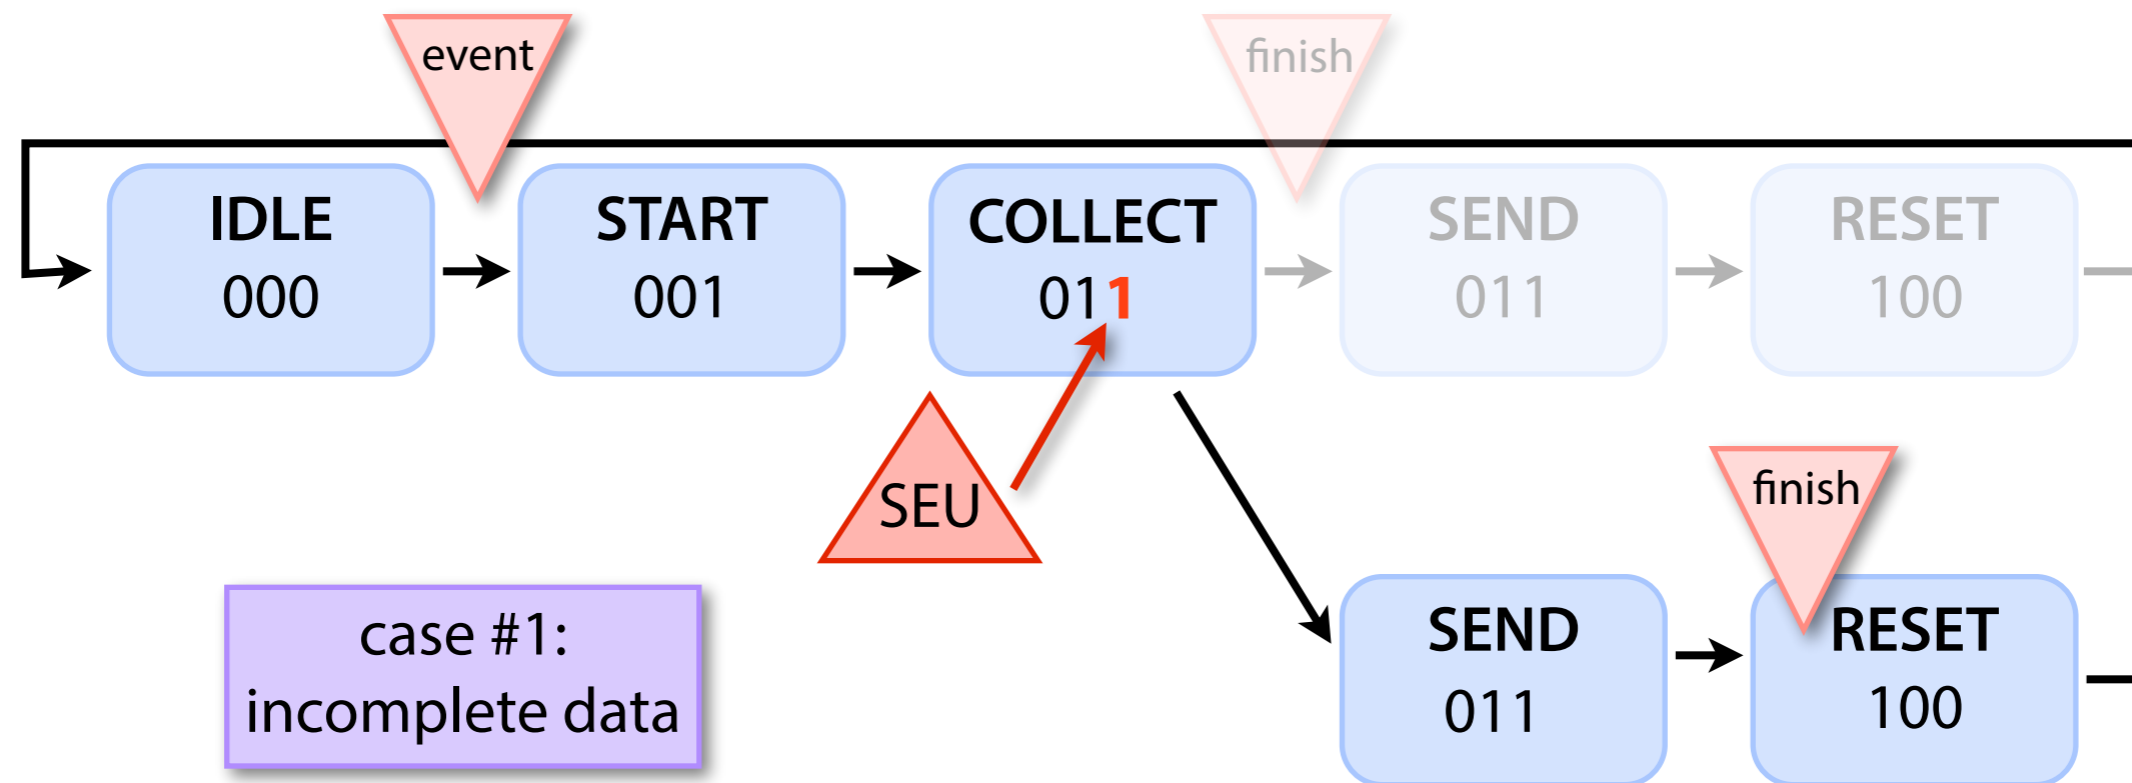 event
finish
IDLE
000
START
001
COLLECT
011
SEND
011
RESET
100
SEU
finish
case #1:
incomplete data
SEND
011
RESET
100